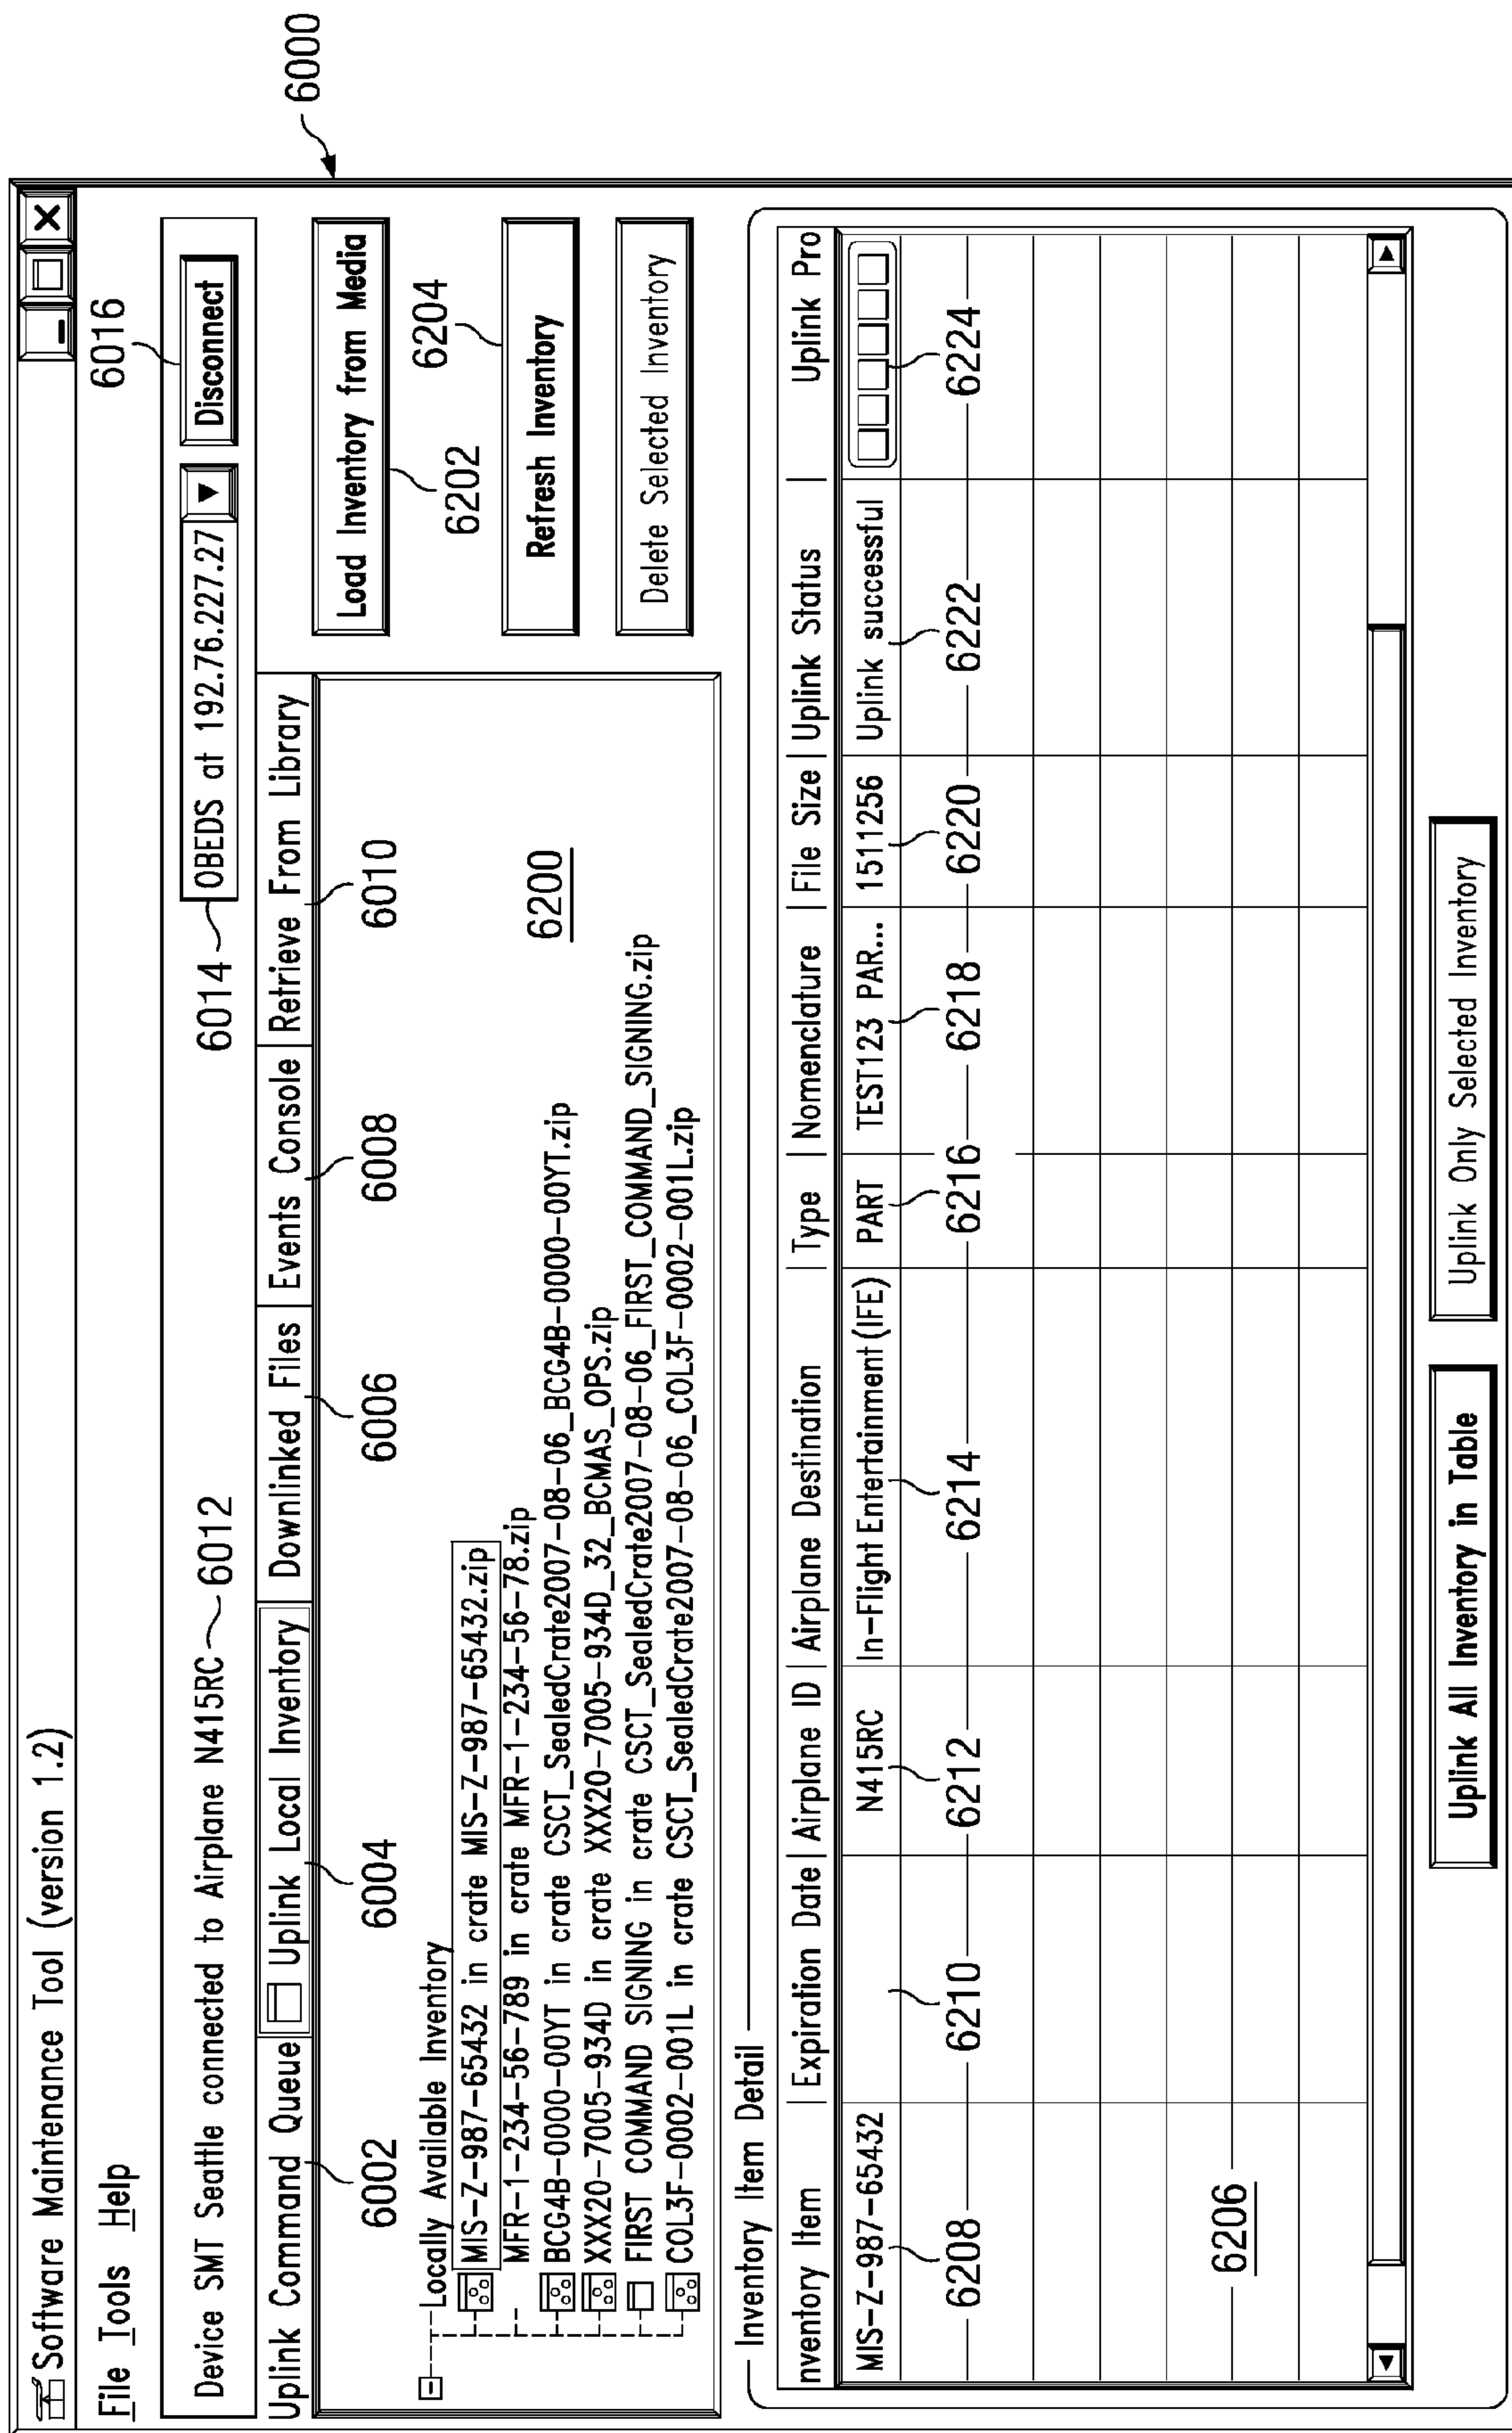 Software Maintenance Tool (version 1.2)
File Tools Help
6016
Device SMT Seattle connected to Airplane N415RC 6012
6014 OBEDS at 192.76.227.27 Disconnect
6000
Uplink Command Queue Uplink Local Inventory Downlinked Files Events Console Retrieve From Library
6002 6004 6006 6008 6010
Load Inventory from Media
6202
6204
Refresh Inventory
Delete Selected Inventory
Locally Available Inventory
MIS-Z-987-65432 in crate MIS-Z-987-65432.zip
MFR-1-234-56-789 in crate MFR-1-234-56-78.zip
BCG4B-0000-00YT in crate CSCT_SealedCrate2007-08-06_BCG4B-0000-00YT.zip
XXX20-7005-934D in crate XXX20-7005-934D_32_BCMAS_OPS.zip
FIRST COMMAND SIGNING in crate CSCT_SealedCrate2007-08-06_FIRST_COMMAND_SIGNING.zip
COL3F-0002-001L in crate CSCT_SealedCrate2007-08-06_COL3F-0002-001L.zip
6200
Inventory Item Detail
nventory Item Expiration Date Airplane ID Airplane Destination Type Nomenclature File Size Uplink Status Uplink Pro
MIS-Z-987-65432 N415RC In-Flight Entertainment (IFE) PART TEST123 PAR... 1511256 Uplink successful
6208 6210 6212 6214 6216 6218 6220 6222 6224
6206
Uplink All Inventory in Table Uplink Only Selected Inventory